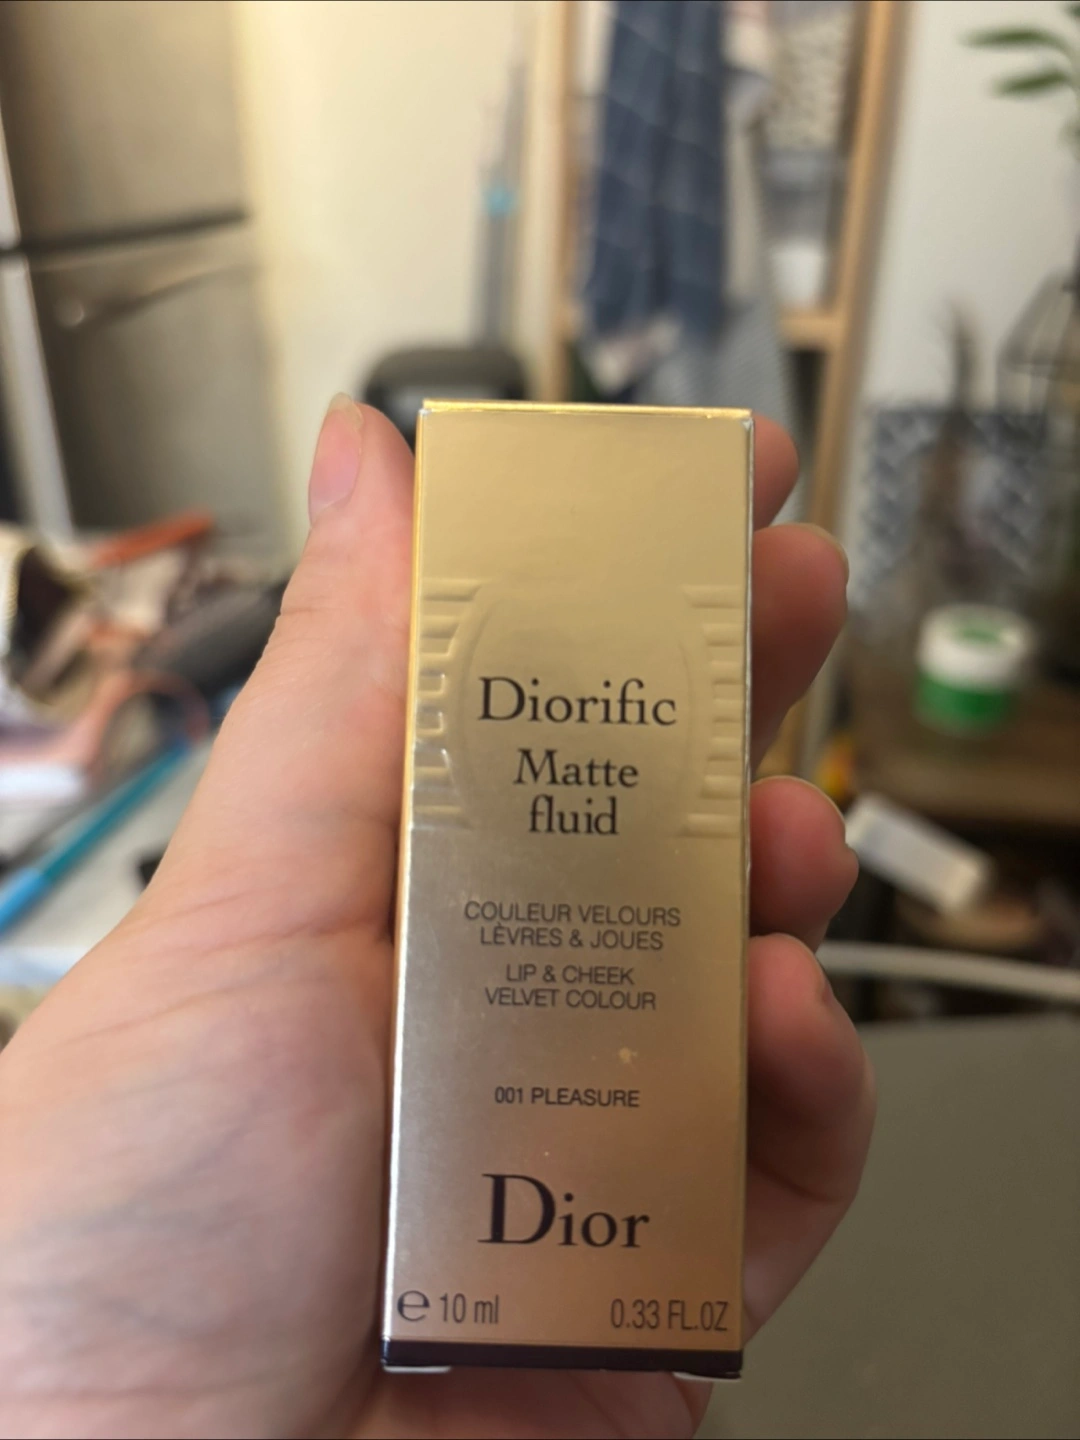 Diorific
Matte
fluid
COULEUR VELOURS
LÈVRES & JOUES
LIP & CHEEK
VELVET COLOUR
001 PLEASURE
Dior
℮ 10 ml 0.33 FL.OZ